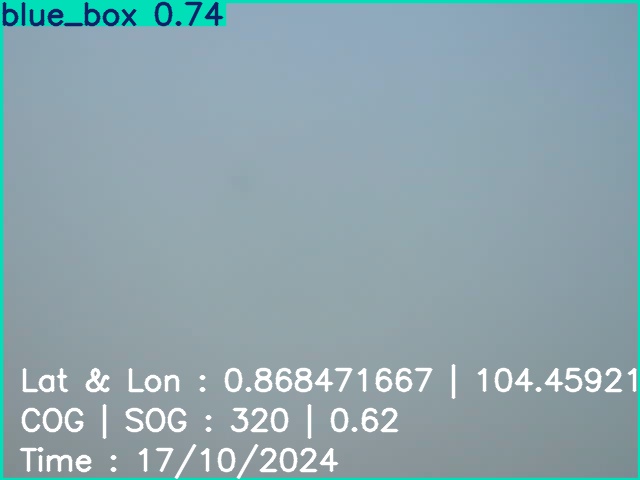 blue_box 0.74
Lat & Lon : 0.868471667 | 104.45921
COG | SOG : 320 | 0.62
Time : 17/10/2024